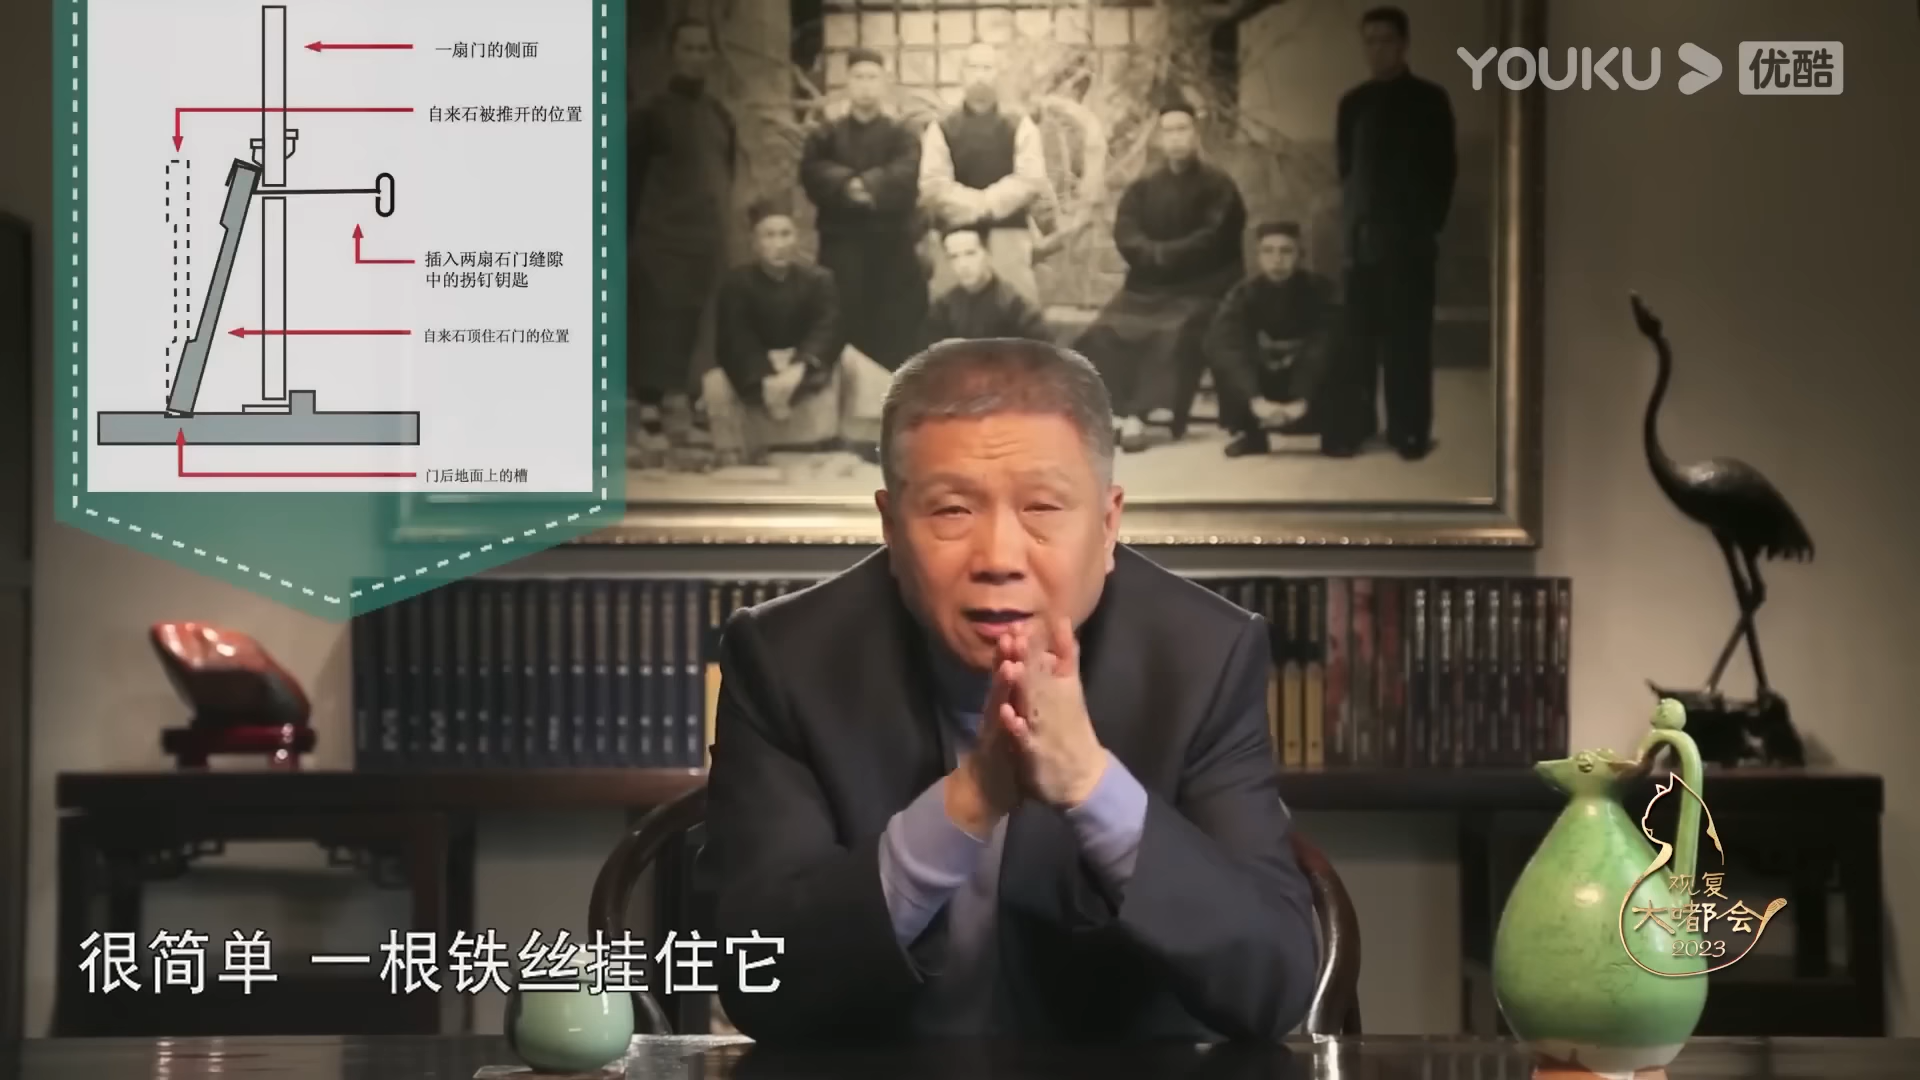 一扇门的侧面
自来石被推开的位置
插入两扇石门缝隙
中的拐钉钥匙
自来石顶住石门的位置
门后地面上的槽
YOUKU 优酷
观复
大嘟会
2023
很简单 一根铁丝挂住它